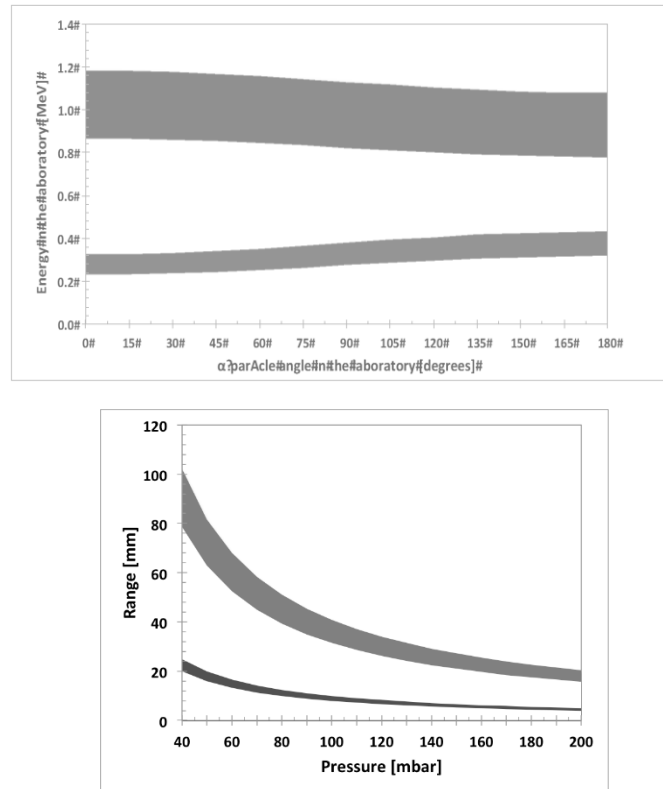 1.4#
1.2#
1.0#
0.8#
0.6#
0.4#
0.2#
0.0#
Energy#in#the#laboratory#[MeV]#
0# 15# 30# 45# 60# 75# 90# 105# 120# 135# 150# 165# 180#
α?parAcle#angle#in#the#laboratory#[degrees]#
120
100
80
60
40
20
0
Range [mm]
40 60 80 100 120 140 160 180 200
Pressure [mbar]